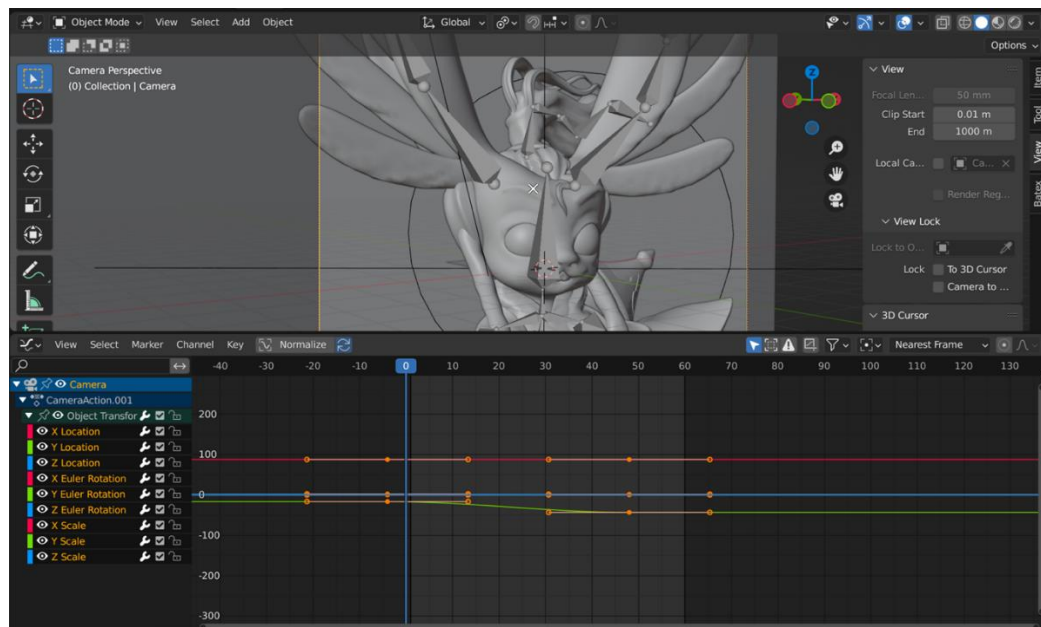 Object Mode View Select Add Object Global
Options
Camera Perspective
(0) Collection | Camera
Z
View
Focal Len... 50 mm
Clip Start 0.01 m
End 1000 m
Local Ca... Ca...
Render Reg...
View Lock
Lock to O...
Lock To 3D Cursor
Camera to ...
3D Cursor
Item
Tool
View
Batex
View Select Marker Channel Key Normalize Nearest Frame
-40 -30 -20 -10 0 10 20 30 40 50 60 70 80 90 100 110 120 130
Camera
CameraAction.001
Object Transfor
X Location
Y Location
Z Location
X Euler Rotation
Y Euler Rotation
Z Euler Rotation
X Scale
Y Scale
Z Scale
200
100
0
-100
-200
-300